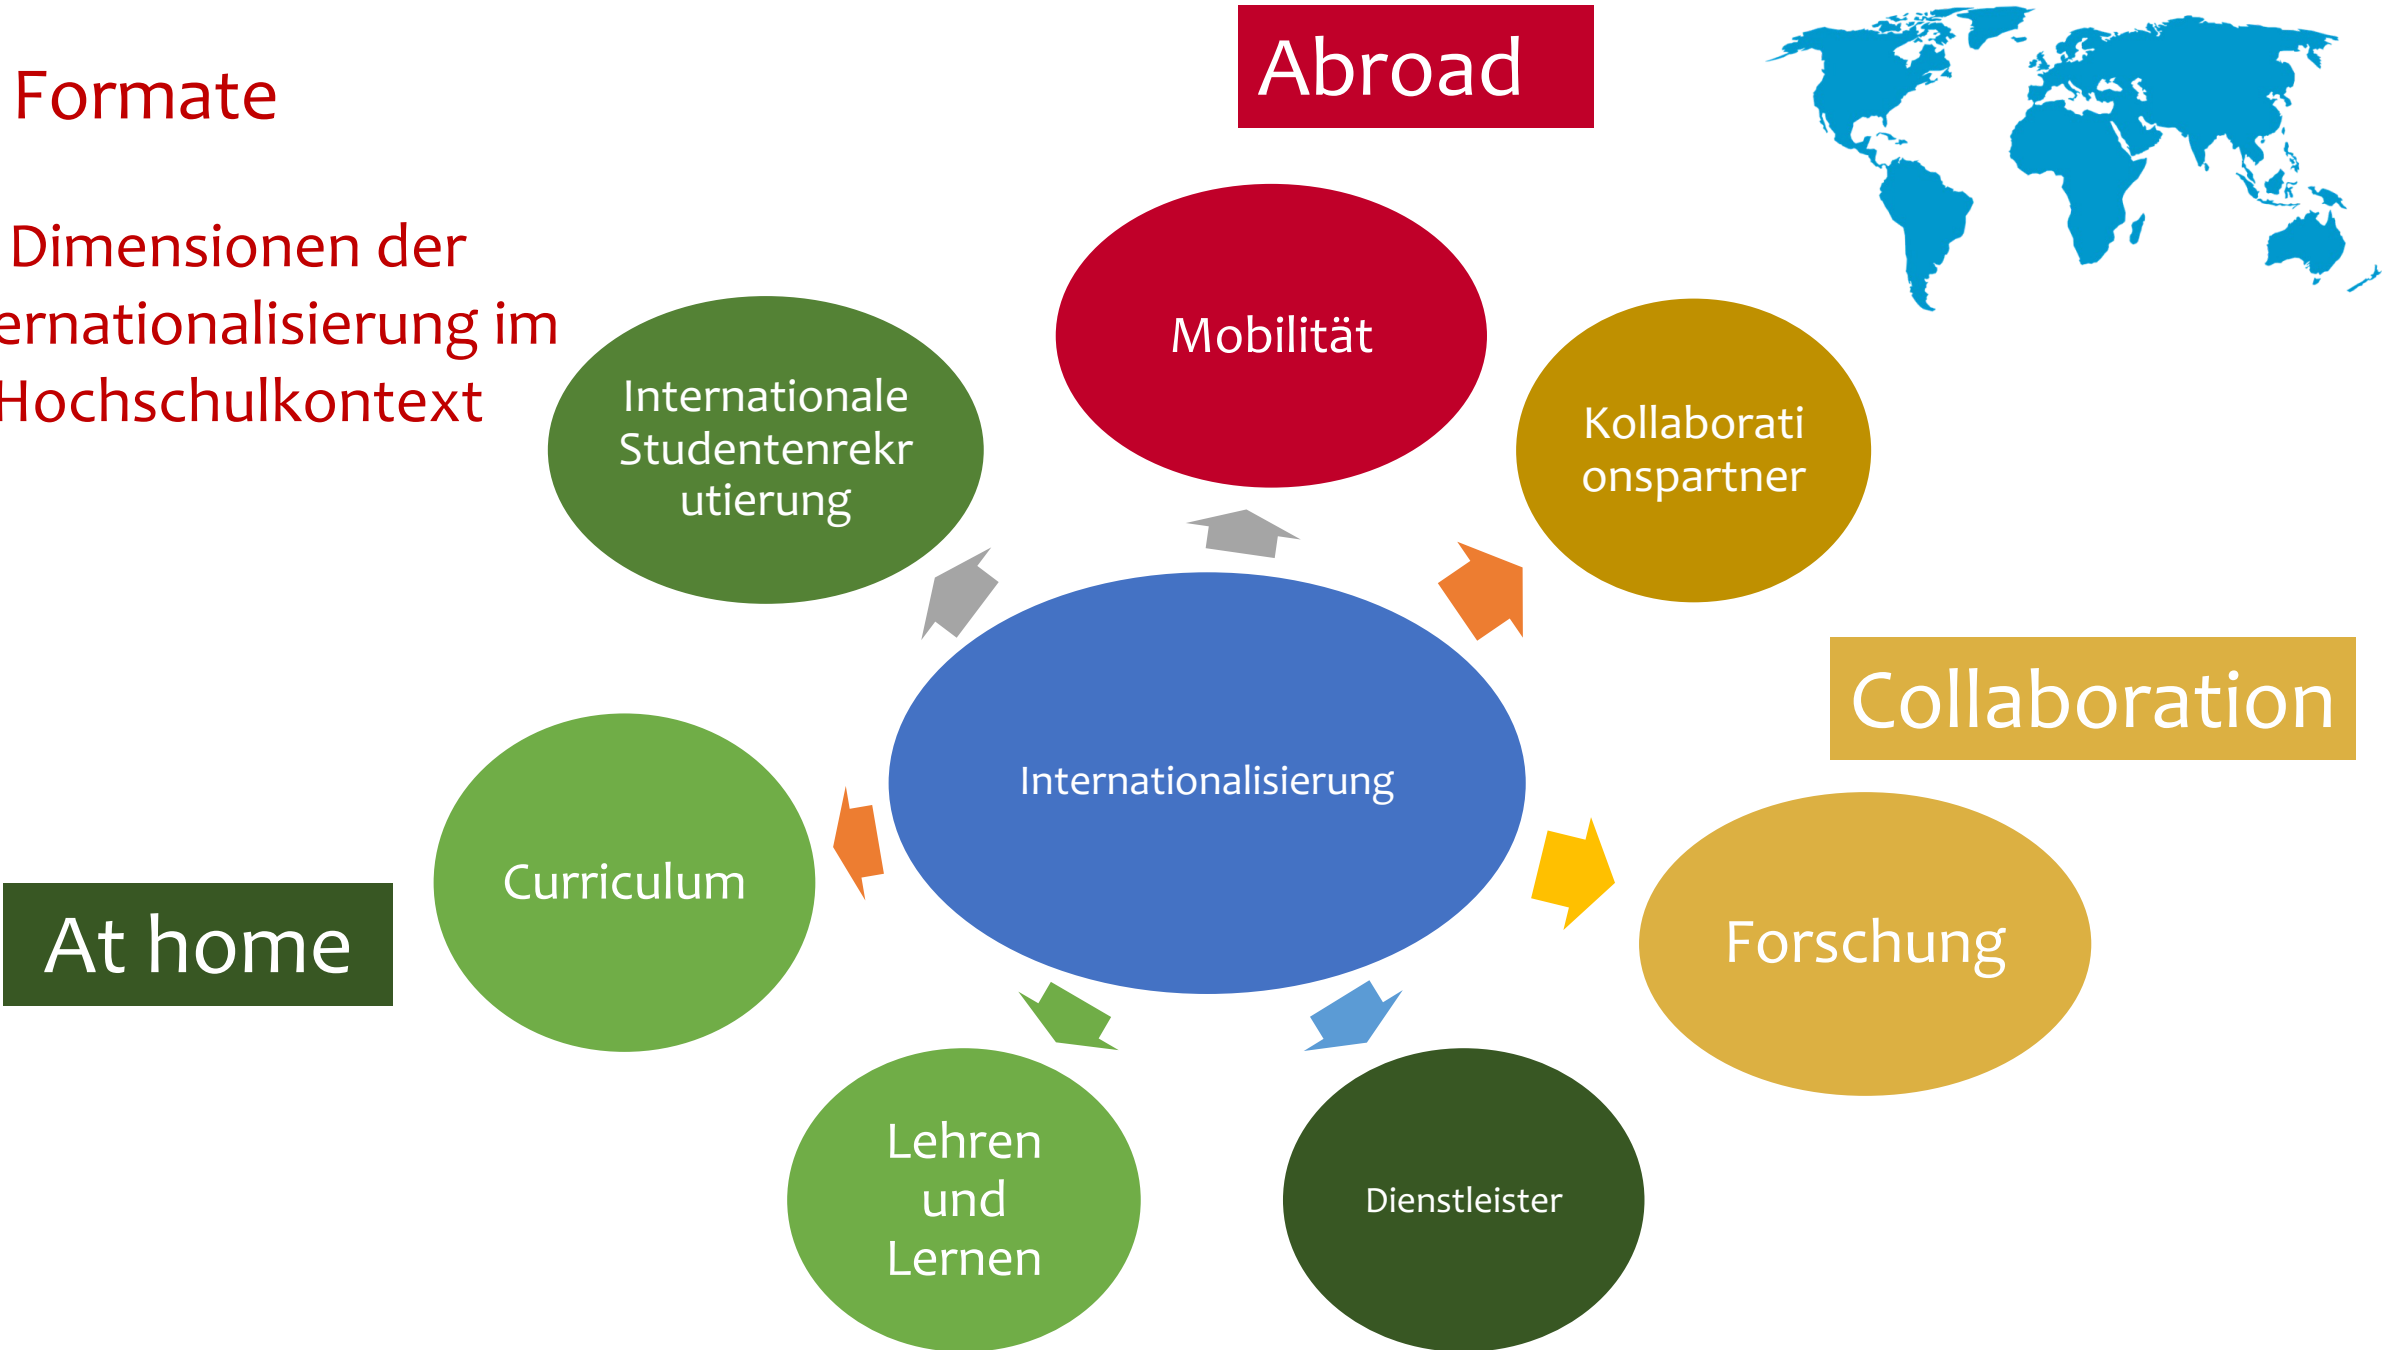 Formate
Abroad
Dimensionen der
ernationalisierung im
Hochschulkontext
Mobilität
Internationale
Studentenrekr
utierung
Kollaborati
onspartner
Internationalisierung
Collaboration
Curriculum
At home
Forschung
Lehren
und
Lernen
Dienstleister